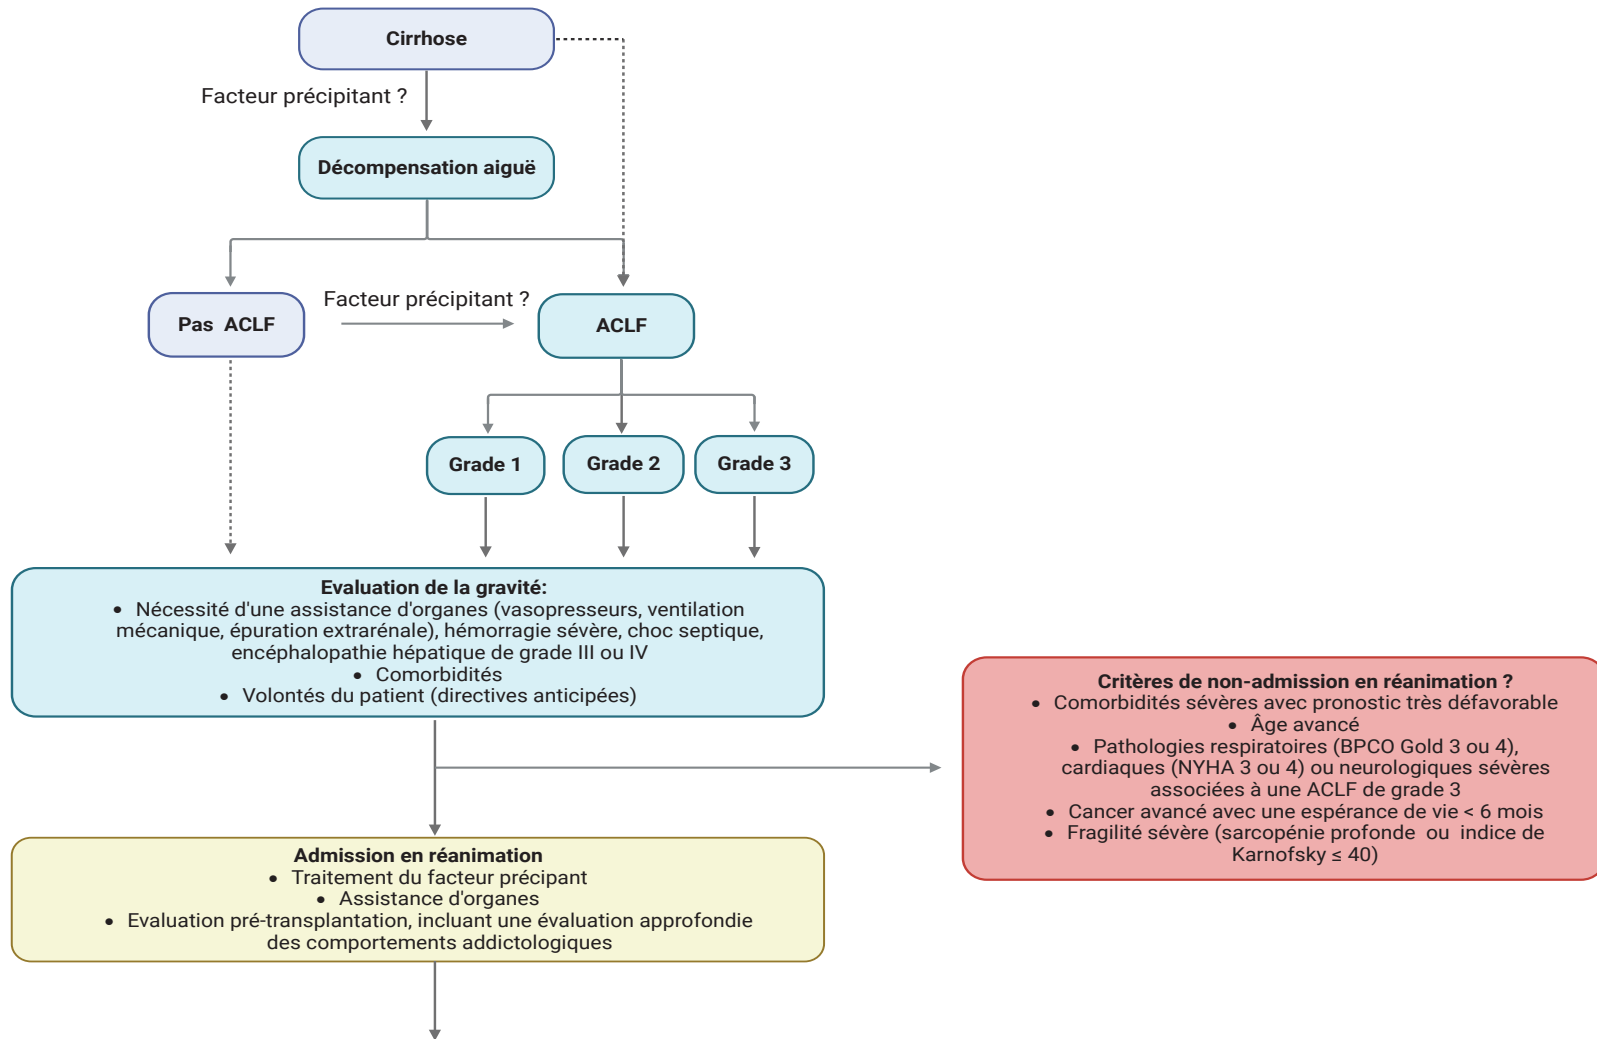 Cirrhose
Facteur précipitant ?
Décompensation aiguë
Facteur précipitant ?
Pas ACLF
ACLF
Grade 1
Grade 2
Grade 3
Evaluation de la gravité:
• Nécessité d'une assistance d'organes (vasopresseurs, ventilation
mécanique, épuration extrarénale), hémorragie sévère, choc septique,
encéphalopathie hépatique de grade III ou IV
• Comorbidités
• Volontés du patient (directives anticipées)
Critères de non-admission en réanimation ?
• Comorbidités sévères avec pronostic très défavorable
• Âge avancé
• Pathologies respiratoires (BPCO Gold 3 ou 4),
cardiaques (NYHA 3 ou 4) ou neurologiques sévères
associées à une ACLF de grade 3
• Cancer avancé avec une espérance de vie < 6 mois
• Fragilité sévère (sarcopénie profonde ou indice de
Karnofsky ≤ 40)
Admission en réanimation
• Traitement du facteur précipant
• Assistance d'organes
• Evaluation pré-transplantation, incluant une évaluation approfondie
des comportements addictologiques